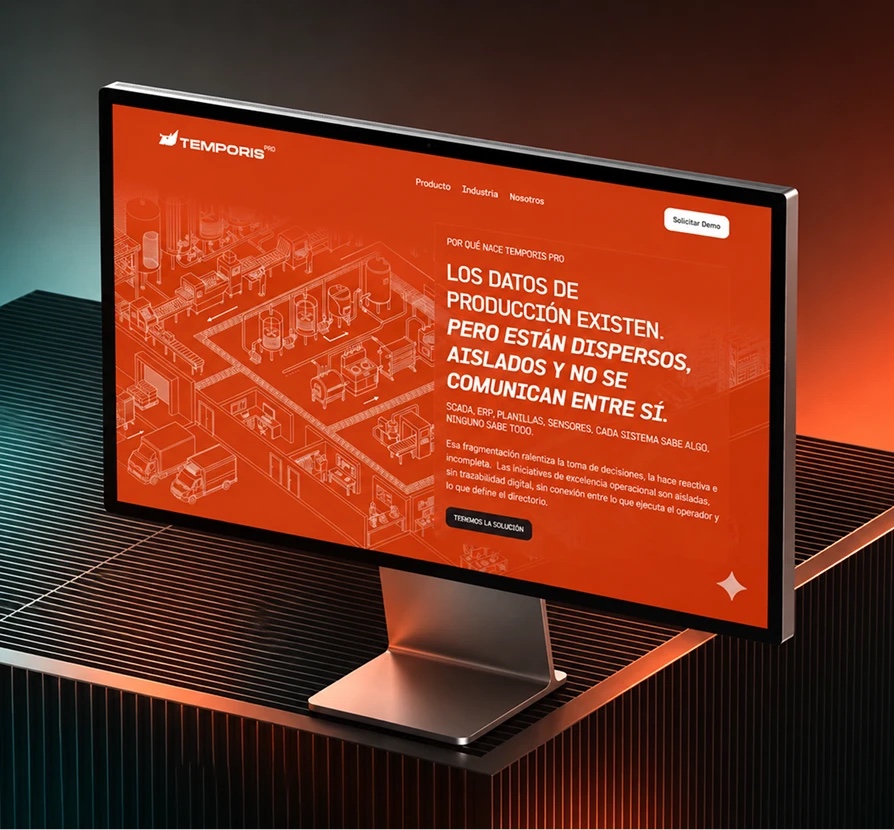 TEMPORIS PRO
Producto Industria Nosotros
Solicitar Demo
POR QUÉ NACE TEMPORIS PRO
LOS DATOS DE
PRODUCCIÓN EXISTEN.
PERO ESTÁN DISPERSOS,
AISLADOS Y NO SE
COMUNICAN ENTRE SÍ.
SCADA, ERP, PLANILLAS, SENSORES, CADA SISTEMA SABE ALGO.
NINGUNO SABE TODO.
Esa fragmentación ralentiza la toma de decisiones, la hace reactiva e
incompleta. Las iniciativas de excelencia operacional son aisladas,
sin trazabilidad digital, sin conexión entre lo que ejecuta el operador y
lo que define el directorio.
LA SOLUCIÓN